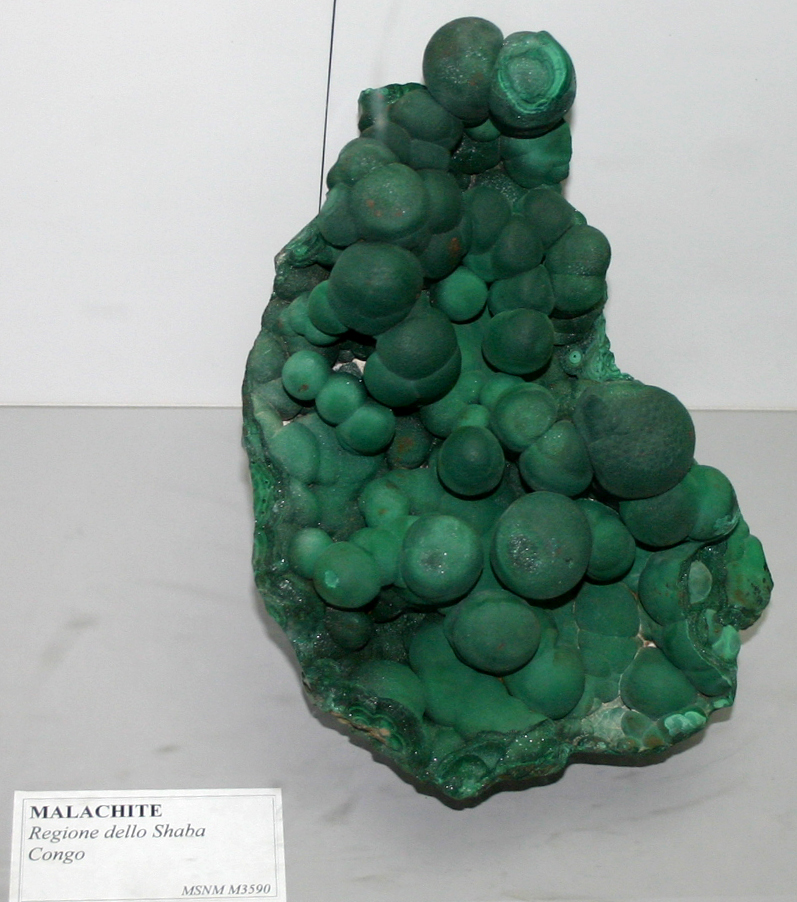 MALACHITE
Regione dello Shaba
Congo
MSNM M3590